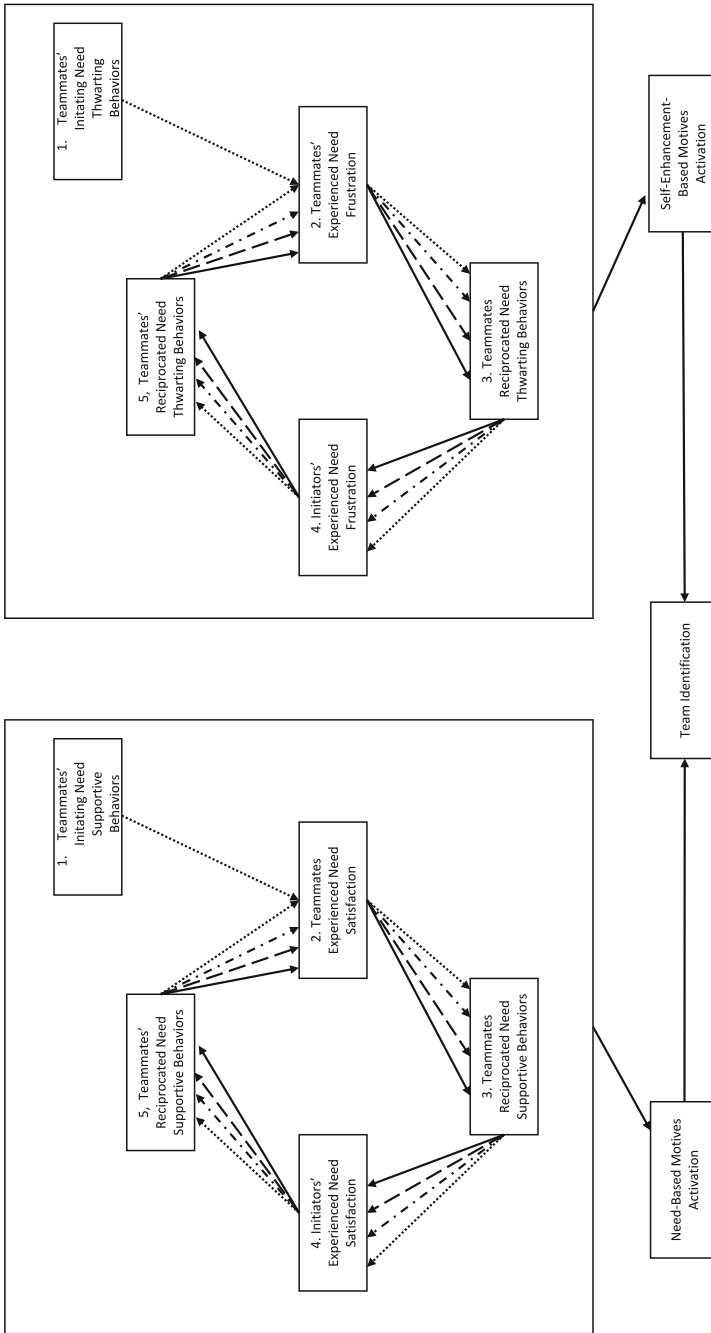 1. Teammates’
Initating Need
Supportive
Behaviors
5, Teammates’
Reciprocated Need
Supportive Behaviors
2. Teammates
Experienced Need
Satisfaction
4. Initiators’
Experienced Need
Satisfaction
3. Teammates
Reciprocated Need
Supportive Behaviors
1. Teammates’
Initating Need
Thwarting
Behaviors
5, Teammates’
Reciprocated Need
Thwarting Behaviors
2. Teammates’
Experienced Need
Frustration
4. Initiators’
Experienced Need
Frustration
3. Teammates
Reciprocated Need
Thwarting Behaviors
Need-Based Motives
Activation
Team Identification
Self-Enhancement-
Based Motives
Activation